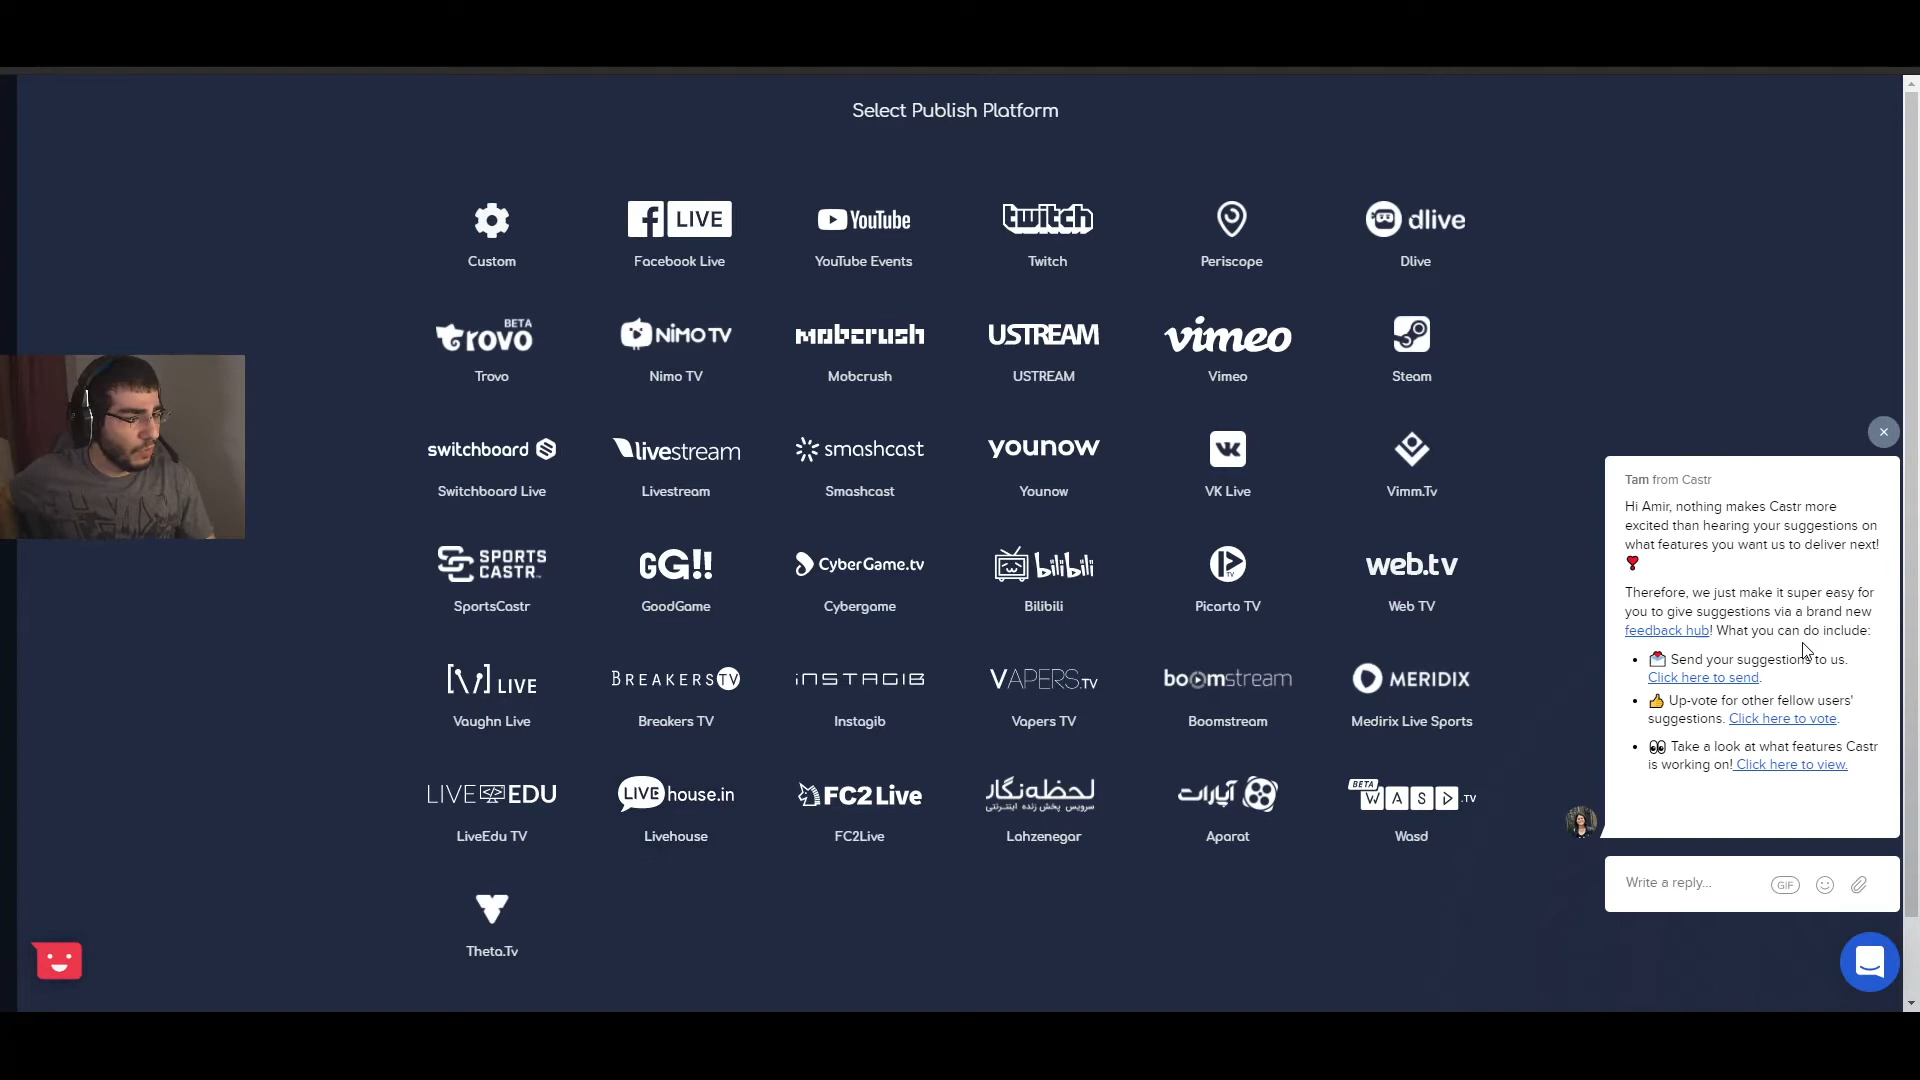 Select Publish Platform
LIVE
YouTube
twitch
dlive
Custom
Facebook Live
YouTube Events
Twitch
Periscope
Dlive
BETA
TROVO
NiMO TV
MOBCRUSH
USTREAM
vimeo
Trovo
Nimo TV
Mobcrush
USTREAM
Vimeo
Steam
switchboard
livestream
smashcast
younow
VK
Switchboard Live
Livestream
Smashcast
Younow
VK Live
Vimm.Tv
SPORTS
CASTR
GG!!
CyberGame.tv
bilibili
TV
web.tv
SportsCastr
GoodGame
Cybergame
Bilibili
Picarto TV
Web TV
[V] LIVE
BREAKERSTV
INSTAGIB
VAPERS.TV
boomstream
MERIDIX
Vaughn Live
Breakers TV
Instagib
Vapers TV
Boomstream
Medirix Live Sports
LIVE EDU
LIVE house.in
FC2Live
لحظه‌نگار
سرویس پخش زنده اینترنتی
آپارات
BETA
WASD.TV
LiveEdu TV
Livehouse
FC2Live
Lahzenegar
Aparat
Wasd
Theta.Tv
Tam from Castr
Hi Amir, nothing makes Castr more
excited than hearing your suggestions on
what features you want us to deliver next!
Therefore, we just make it super easy for
you to give suggestions via a brand new
feedback hub! What you can do include:
Send your suggestions to us.
Click here to send.
Up-vote for other fellow users'
suggestions. Click here to vote.
Take a look at what features Castr
is working on! Click here to view.
Write a reply...
GIF